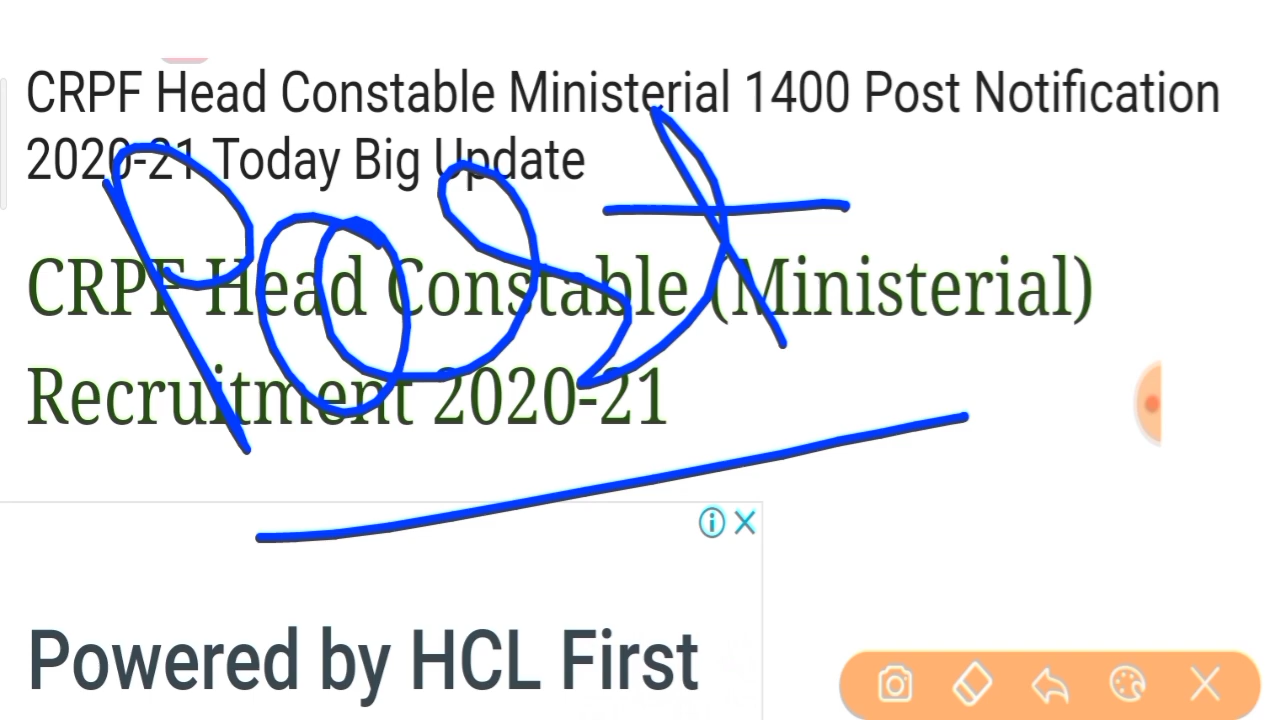 CRPF Head Constable Ministerial 1400 Post Notification
2020-21 Today Big Update
Post
CRPF Head Constable (Ministerial)
Recruitment 2020-21
Powered by HCL First